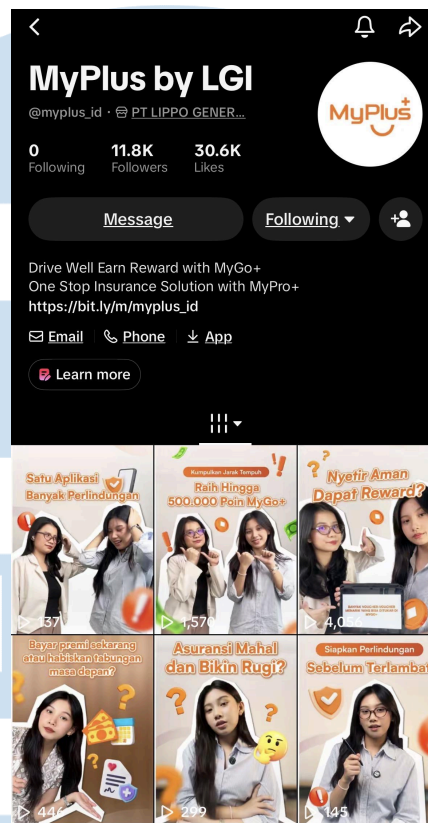 MyPlus by LGI
@myplus_id · PT LIPPO GENER...
MyPlus+
0
Following
11.8K
Followers
30.6K
Likes
Message
Following
Drive Well Earn Reward with MyGo+
One Stop Insurance Solution with MyPro+
https://bit.ly/m/myplus_id
Email
Phone
App
Learn more
Satu Aplikasi
Banyak Perlindungan
137
Kumpulkan Jarak Tempuh
Raih Hingga
500.000 Poin MyGo+
1,570
Nyetir Aman
Dapat Reward?
4,056
Bayar premi sekarang
atau habiskan tabungan
masa depan?
446
Asuransi Mahal
dan Bikin Rugi?
299
Siapkan Perlindungan
Sebelum Terlambat
145